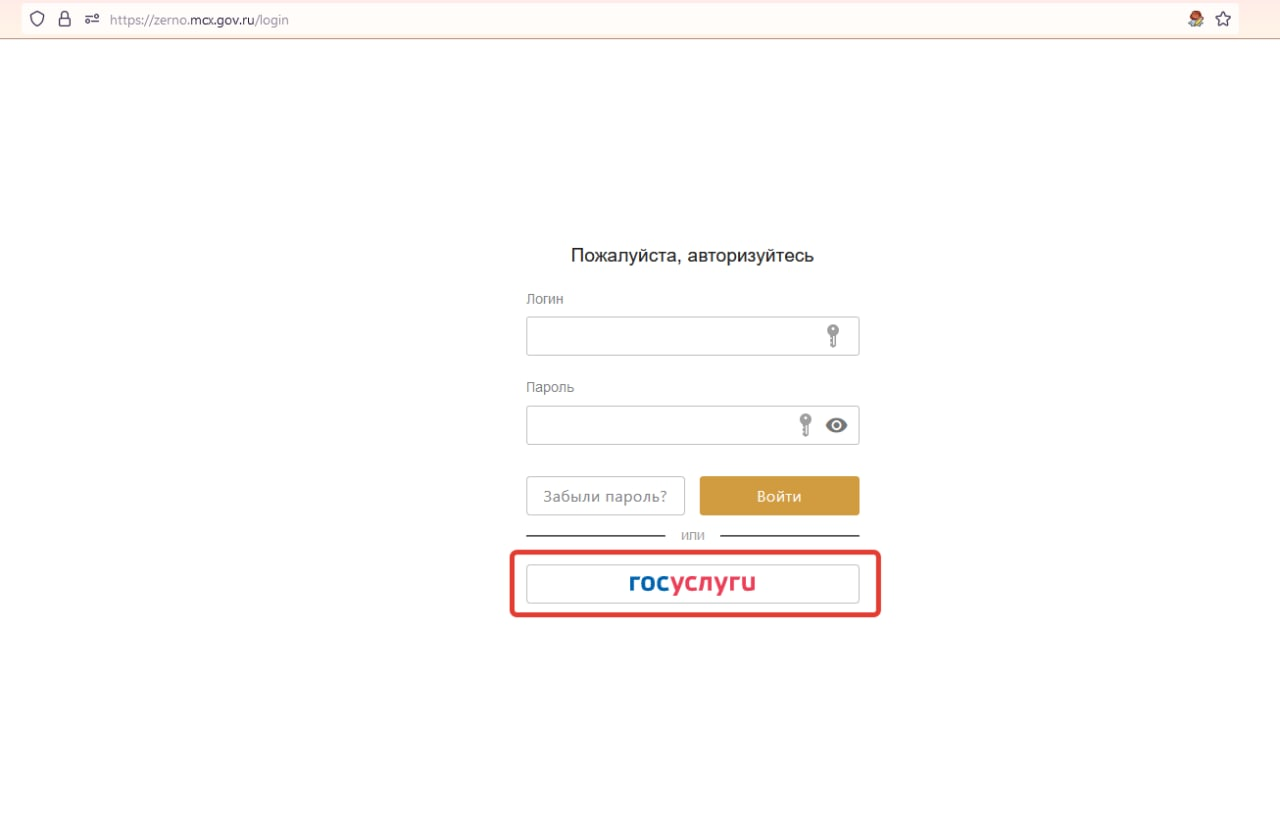 https://zerno.mcx.gov.ru/login
Пожалуйста, авторизуйтесь
Логин
Пароль
Забыли пароль? Войти
или
госуслуги